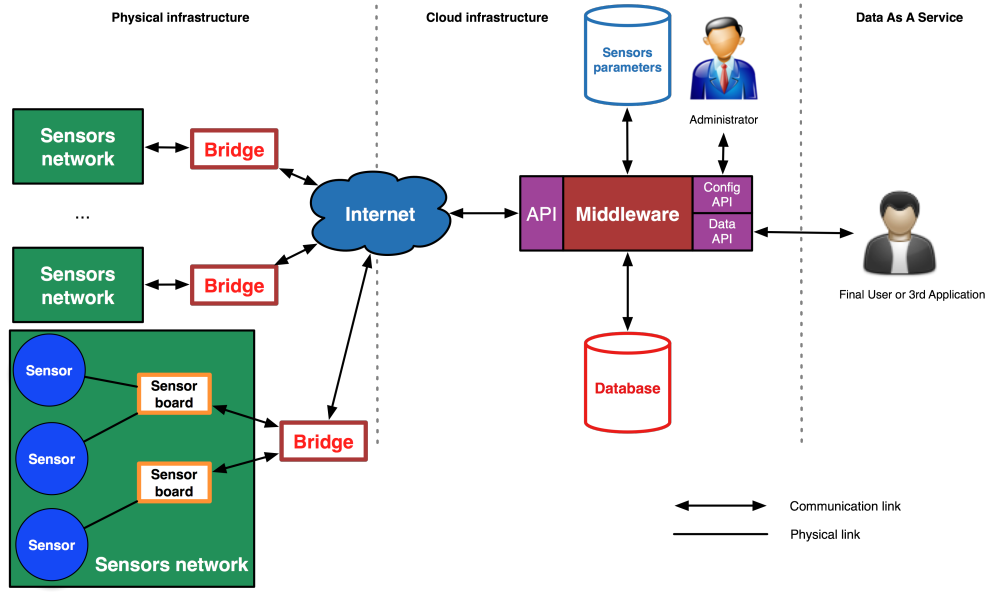 Physical infrastructure
Cloud infrastructure
Data As A Service
Sensors
parameters
Administrator
Sensors
network
Bridge
...
Internet
API
Middleware
Config
API
Data
API
Sensors
network
Bridge
Final User or 3rd Application
Sensor
Sensor
board
Database
Bridge
Sensor
Sensor
board
Sensor
Sensors network
Communication link
Physical link